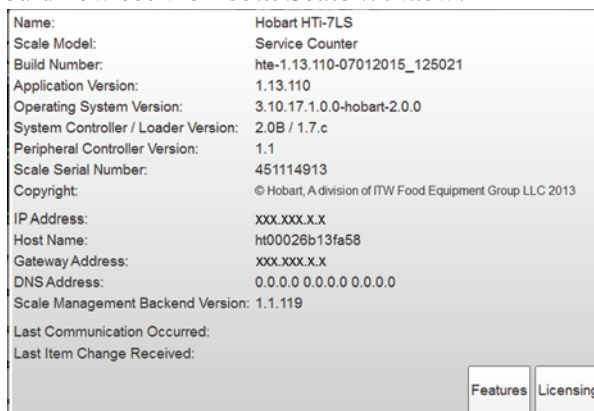 Name: Hobart HTi-7LS
Scale Model: Service Counter
Build Number: hte-1.13.110-07012015_125021
Application Version: 1.13.110
Operating System Version: 3.10.17.1.0.0-hobart-2.0.0
System Controller / Loader Version: 2.0B / 1.7.c
Peripheral Controller Version: 1.1
Scale Serial Number: 451114913
Copyright: © Hobart, A division of ITW Food Equipment Group LLC 2013
IP Address: xxx.xxx.x.x
Host Name: ht00026b13fa58
Gateway Address: xxx.xxx.x.x
DNS Address: 0.0.0.0 0.0.0.0 0.0.0.0
Scale Management Backend Version: 1.1.119
Last Communication Occurred:
Last Item Change Received:
Features Licensing